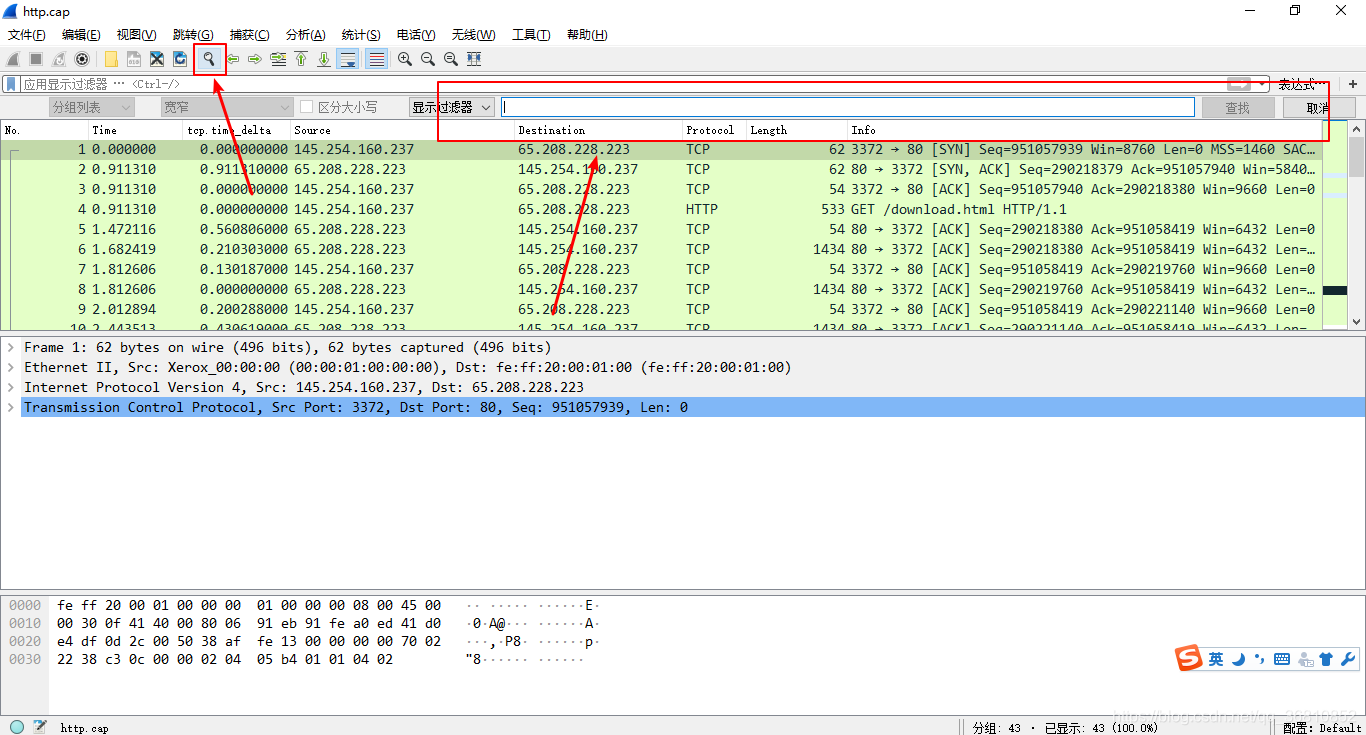 http.cap
文件(F) 编辑(E) 视图(V) 跳转(G) 捕获(C) 分析(A) 统计(S) 电话(Y) 无线(W) 工具(T) 帮助(H)
应用显示过滤器 … <Ctrl-/> 表达式… +
分组列表 宽窄 区分大小写 显示过滤器 查找 取消
No. Time tcp.time_delta Source Destination Protocol Length Info
1 0.000000 0.000000000 145.254.160.237 65.208.228.223 TCP 62 3372 → 80 [SYN] Seq=951057939 Win=8760 Len=0 MSS=1460 SAC…
2 0.911310 0.911310000 65.208.228.223 145.254.160.237 TCP 62 80 → 3372 [SYN, ACK] Seq=290218379 Ack=951057940 Win=5840…
3 0.911310 0.000000000 145.254.160.237 65.208.228.223 TCP 54 3372 → 80 [ACK] Seq=951057940 Ack=290218380 Win=9660 Len=0
4 0.911310 0.000000000 145.254.160.237 65.208.228.223 HTTP 533 GET /download.html HTTP/1.1
5 1.472116 0.560806000 65.208.228.223 145.254.160.237 TCP 54 80 → 3372 [ACK] Seq=290218380 Ack=951058419 Win=6432 Len=0
6 1.682419 0.210303000 65.208.228.223 145.254.160.237 TCP 1434 80 → 3372 [ACK] Seq=290218380 Ack=951058419 Win=6432 Len=…
7 1.812606 0.130187000 145.254.160.237 65.208.228.223 TCP 54 3372 → 80 [ACK] Seq=951058419 Ack=290219760 Win=9660 Len=0
8 1.812606 0.000000000 65.208.228.223 145.254.160.237 TCP 1434 80 → 3372 [ACK] Seq=290219760 Ack=951058419 Win=6432 Len=…
9 2.012894 0.200288000 145.254.160.237 65.208.228.223 TCP 54 3372 → 80 [ACK] Seq=951058419 Ack=290221140 Win=9660 Len=0
10 2.443513 0.430619000 65.208.228.223 145.254.160.237 TCP 1434 80 → 3372 [ACK] Seq=290221140 Ack=951058419 Win=6432 Len=…
Frame 1: 62 bytes on wire (496 bits), 62 bytes captured (496 bits)
Ethernet II, Src: Xerox_00:00:00 (00:00:01:00:00:00), Dst: fe:ff:20:00:01:00 (fe:ff:20:00:01:00)
Internet Protocol Version 4, Src: 145.254.160.237, Dst: 65.208.228.223
Transmission Control Protocol, Src Port: 3372, Dst Port: 80, Seq: 951057939, Len: 0
0000 fe ff 20 00 01 00 00 00 01 00 00 00 08 00 45 00 ·· ····· ······E·
0010 00 30 0f 41 40 00 80 06 91 eb 91 fe a0 ed 41 d0 ·0·A@··· ······A·
0020 e4 df 0d 2c 00 50 38 af fe 13 00 00 00 00 70 02 ···,·P8· ······p·
0030 22 38 c3 0c 00 00 02 04 05 b4 01 01 04 02 "8······ ······
英
http.cap 分组: 43 · 已显示: 43 (100.0%) 配置: Default